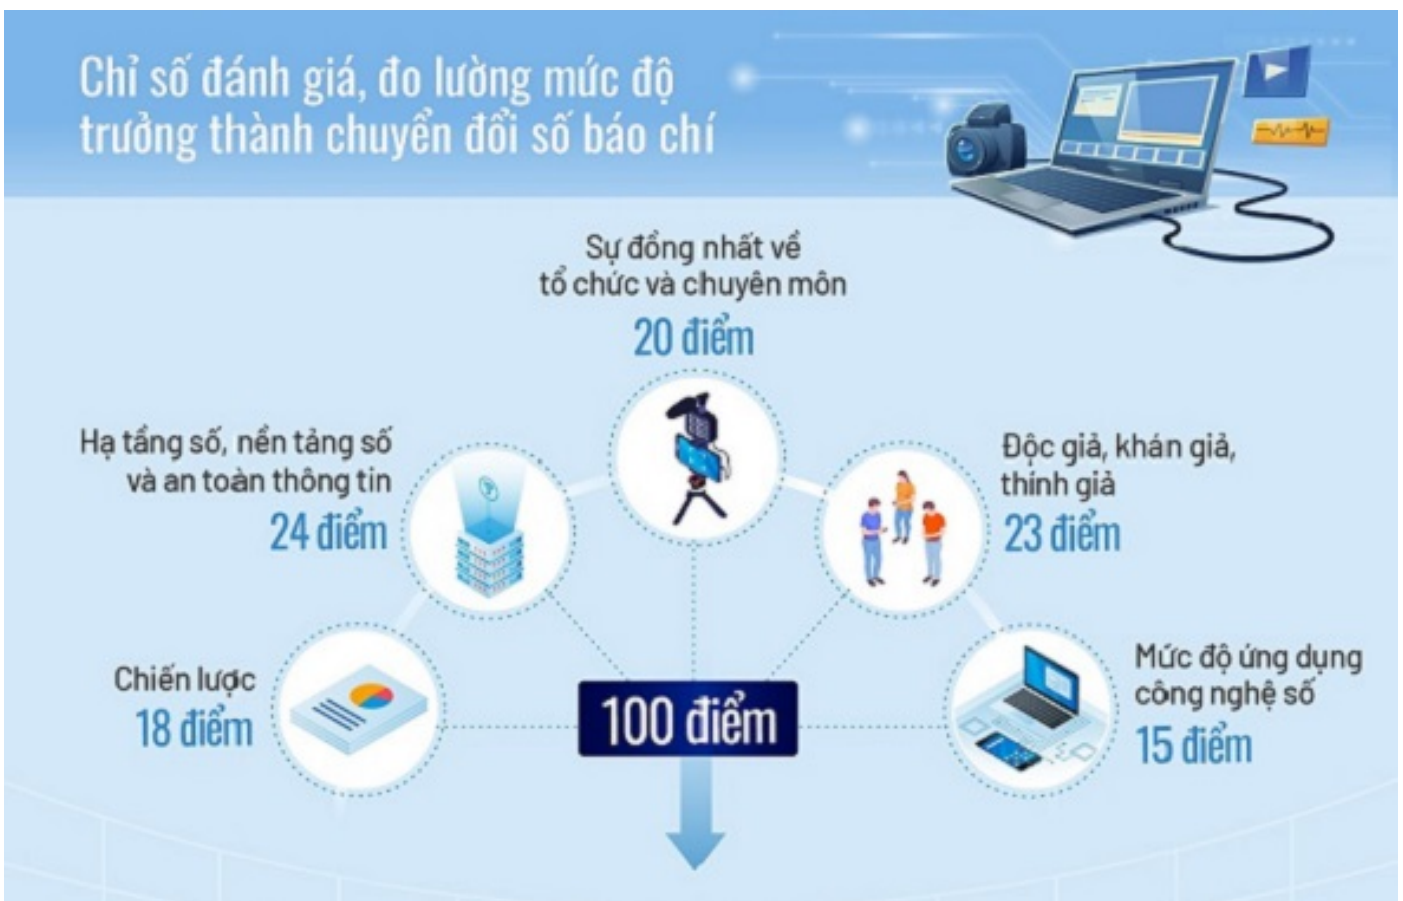 Chỉ số đánh giá, đo lường mức độ
trưởng thành chuyển đổi số báo chí
Sự đồng nhất về
tổ chức và chuyên môn
20 điểm
Hạ tầng số, nền tảng số
và an toàn thông tin
24 điểm
Độc giả, khán giả,
thính giả
23 điểm
Chiến lược
18 điểm
100 điểm
Mức độ ứng dụng
công nghệ số
15 điểm